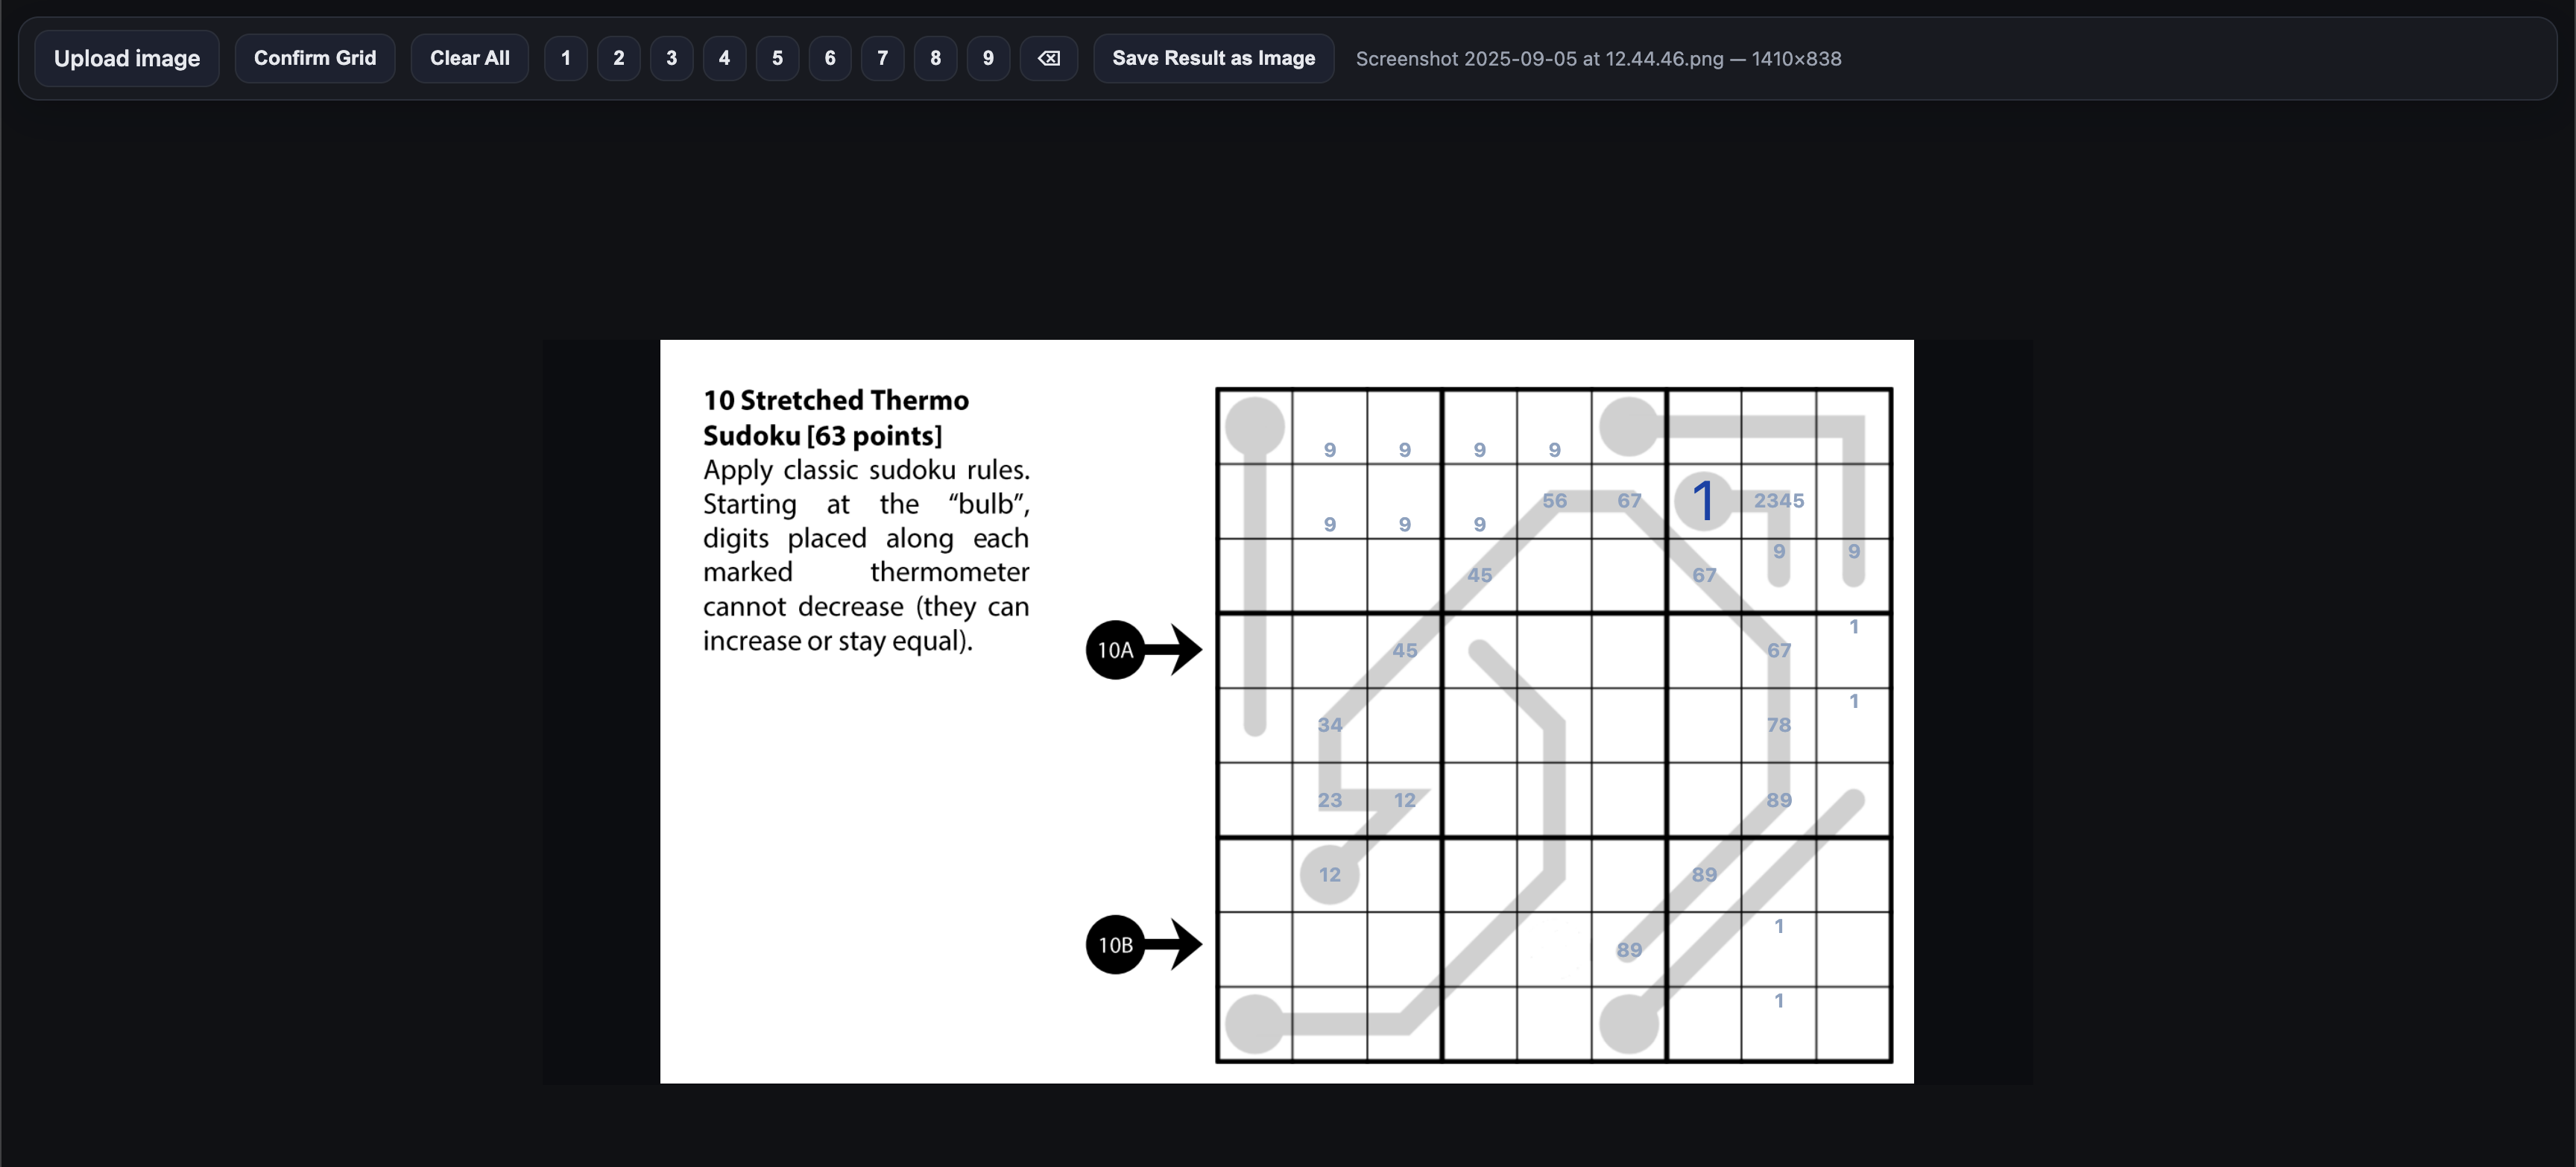 Upload image Confirm Grid Clear All 1 2 3 4 5 6 7 8 9 ⌫ Save Result as Image Screenshot 2025-09-05 at 12.44.46.png — 1410×838
10 Stretched Thermo
Sudoku [63 points]
Apply classic sudoku rules.
Starting at the “bulb”,
digits placed along each
marked thermometer
cannot decrease (they can
increase or stay equal).
10A
10B
9 9 9 9
56 67 1 2345
9 9 9
9 9
45 67
1
45 67
1
34 78
23 12 89
12 89
1
89
1